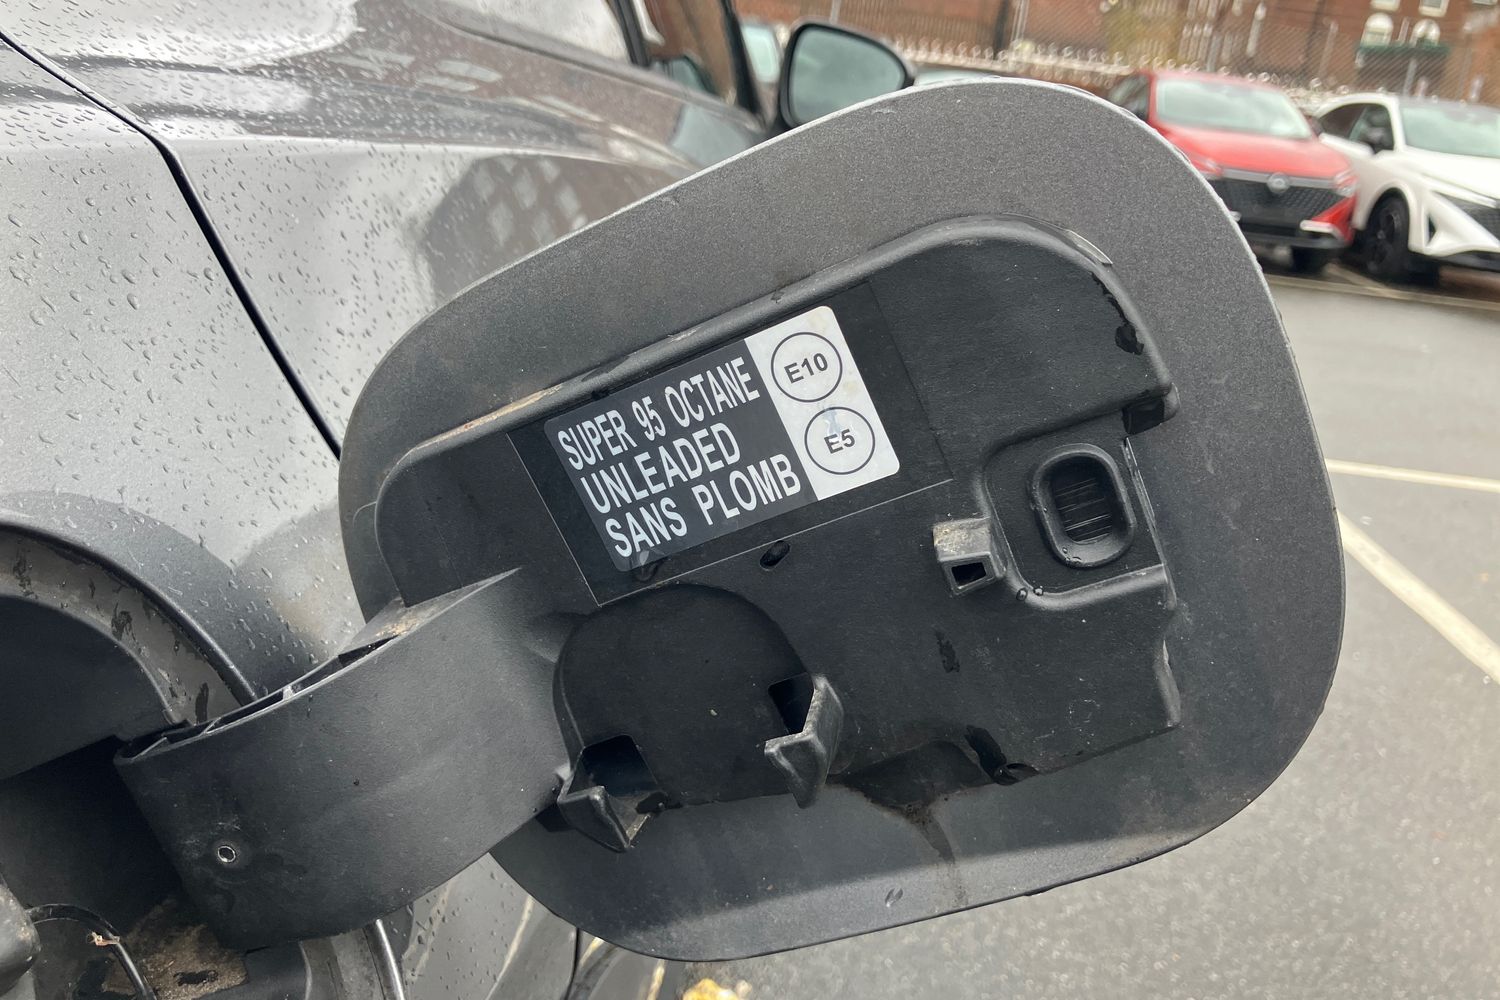 SUPER 95 OCTANE
UNLEADED
SANS PLOMB
E10
E5